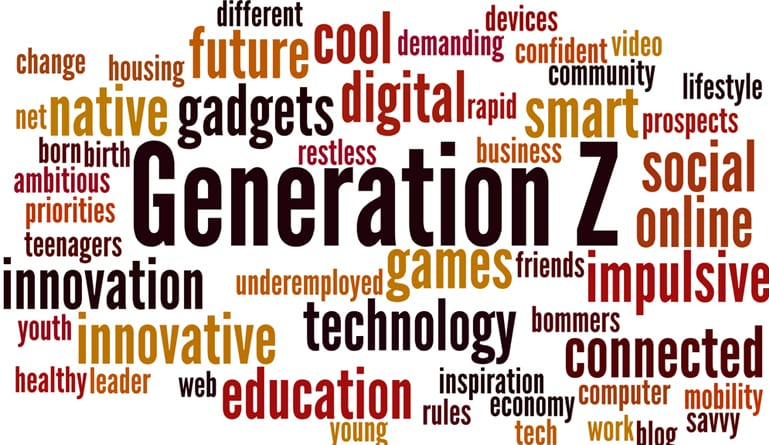 different
devices
change
housing
future
cool
demanding
confident
video
community
lifestyle
net
native
gadgets
digital
rapid
smart
prospects
born
birth
restless
business
social
ambitious
Generation Z
priorities
online
teenagers
innovation
underemployed
games
friends
impulsive
youth
innovative
technology
bommers
connected
healthy
leader
web
education
inspiration
computer
mobility
rules
economy
savvy
young
tech
work
blog